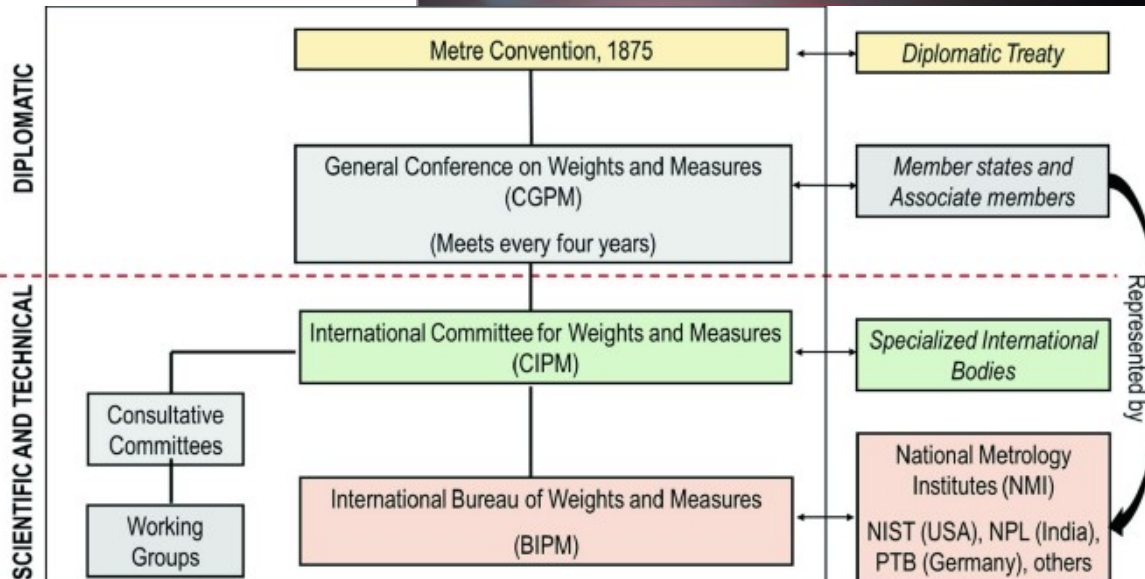 DIPLOMATIC
Metre Convention, 1875
Diplomatic Treaty
General Conference on Weights and Measures
(CGPM)
(Meets every four years)
Member states and
Associate members
SCIENTIFIC AND TECHNICAL
International Committee for Weights and Measures
(CIPM)
Specialized International
Bodies
Represented by
Consultative
Committees
Working
Groups
International Bureau of Weights and Measures
(BIPM)
National Metrology
Institutes (NMI)
NIST (USA), NPL (India),
PTB (Germany), others